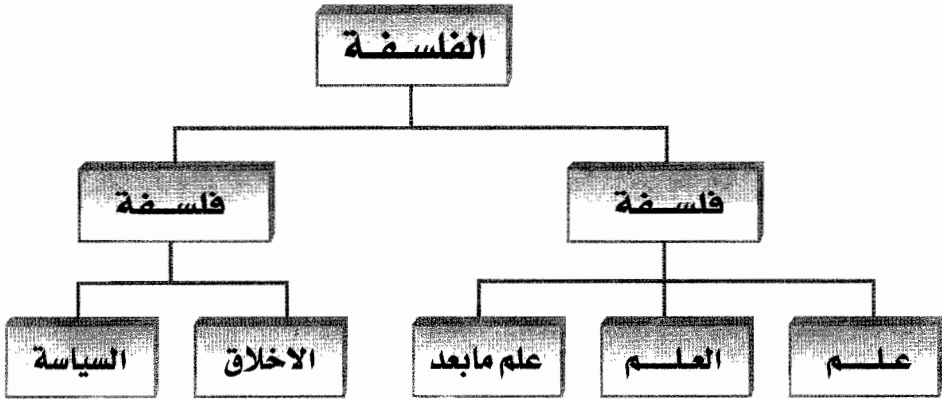 الفلسفة
فلسفة
فلسفة
علم
العلم
علم مابعد
الاخلاق
السياسة